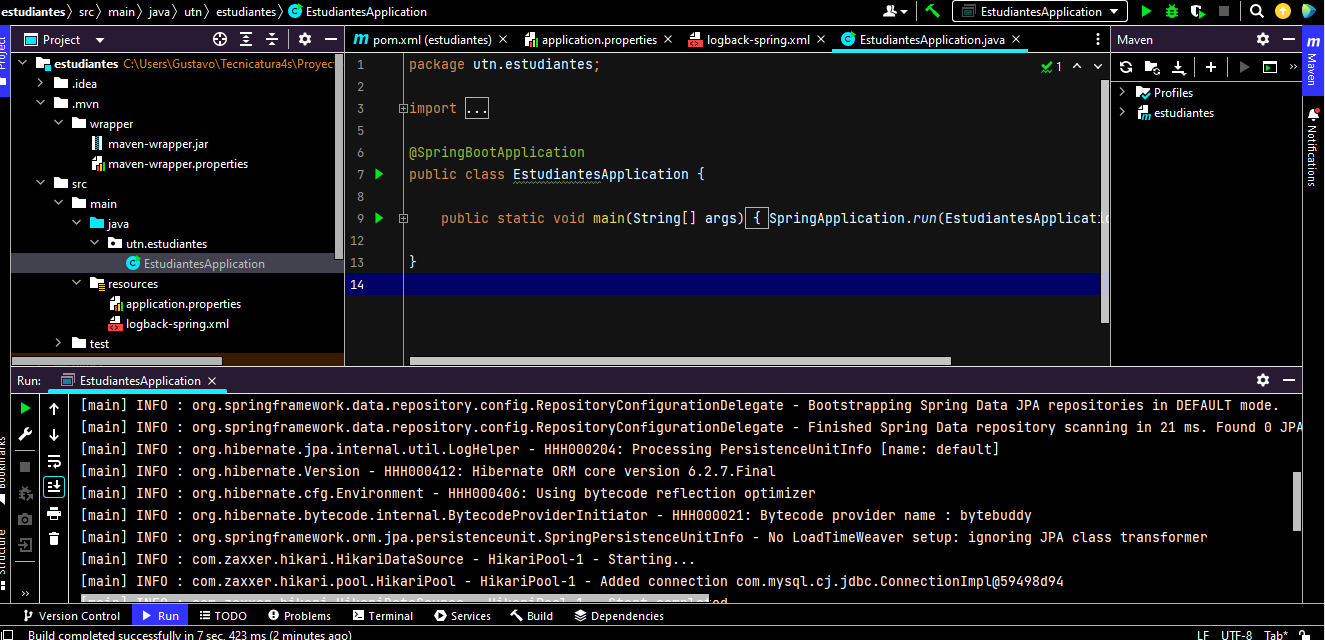 estudiantes src main java utn estudiantes EstudiantesApplication
EstudiantesApplication
Project
pom.xml (estudiantes) application.properties logback-spring.xml EstudiantesApplication.java
Maven
Project
estudiantes C:\Users\Gustavo\Tecnicatura4s\Proyec
.idea
.mvn
wrapper
maven-wrapper.jar
maven-wrapper.properties
src
main
java
utn.estudiantes
EstudiantesApplication
resources
application.properties
logback-spring.xml
test
1 package utn.estudiantes;
1
2
3 import ...
5
6 @SpringBootApplication
7 public class EstudiantesApplication {
8
9 public static void main(String[] args) { SpringApplication.run(EstudiantesApplicatio
12
13 }
14
Profiles
estudiantes
Maven
Notifications
Run: EstudiantesApplication
[main] INFO : org.springframework.data.repository.config.RepositoryConfigurationDelegate - Bootstrapping Spring Data JPA repositories in DEFAULT mode.
[main] INFO : org.springframework.data.repository.config.RepositoryConfigurationDelegate - Finished Spring Data repository scanning in 21 ms. Found 0 JPA
[main] INFO : org.hibernate.jpa.internal.util.LogHelper - HHH000204: Processing PersistenceUnitInfo [name: default]
[main] INFO : org.hibernate.Version - HHH000412: Hibernate ORM core version 6.2.7.Final
[main] INFO : org.hibernate.cfg.Environment - HHH000406: Using bytecode reflection optimizer
[main] INFO : org.hibernate.bytecode.internal.BytecodeProviderInitiator - HHH000021: Bytecode provider name : bytebuddy
[main] INFO : org.springframework.orm.jpa.persistenceunit.SpringPersistenceUnitInfo - No LoadTimeWeaver setup: ignoring JPA class transformer
[main] INFO : com.zaxxer.hikari.HikariDataSource - HikariPool-1 - Starting...
[main] INFO : com.zaxxer.hikari.pool.HikariPool - HikariPool-1 - Added connection com.mysql.cj.jdbc.ConnectionImpl@59498d94
[main] INFO : com.zaxxer.hikari.HikariDataSource - HikariPool-1 - Start completed
Bookmarks
Structure
Version Control Run TODO Problems Terminal Services Build Dependencies
Build completed successfully in 7 sec, 423 ms (2 minutes ago)
LF UTF-8 Tab*